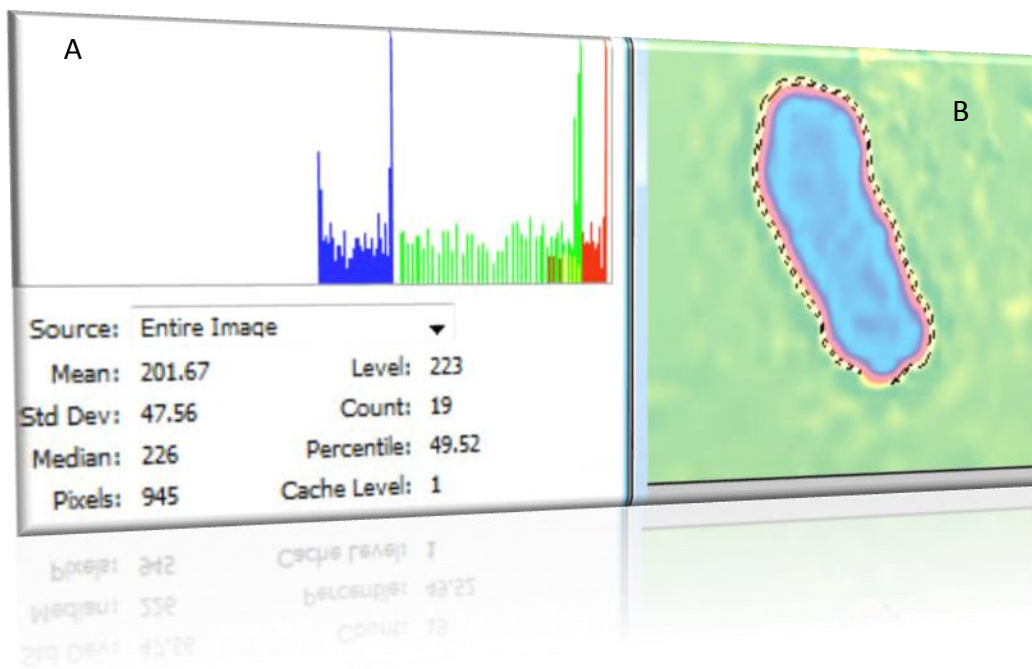 A
B
Source: Entire Image
Mean: 201.67 Level: 223
Std Dev: 47.56 Count: 19
Median: 226 Percentile: 49.52
Pixels: 945 Cache Level: 1